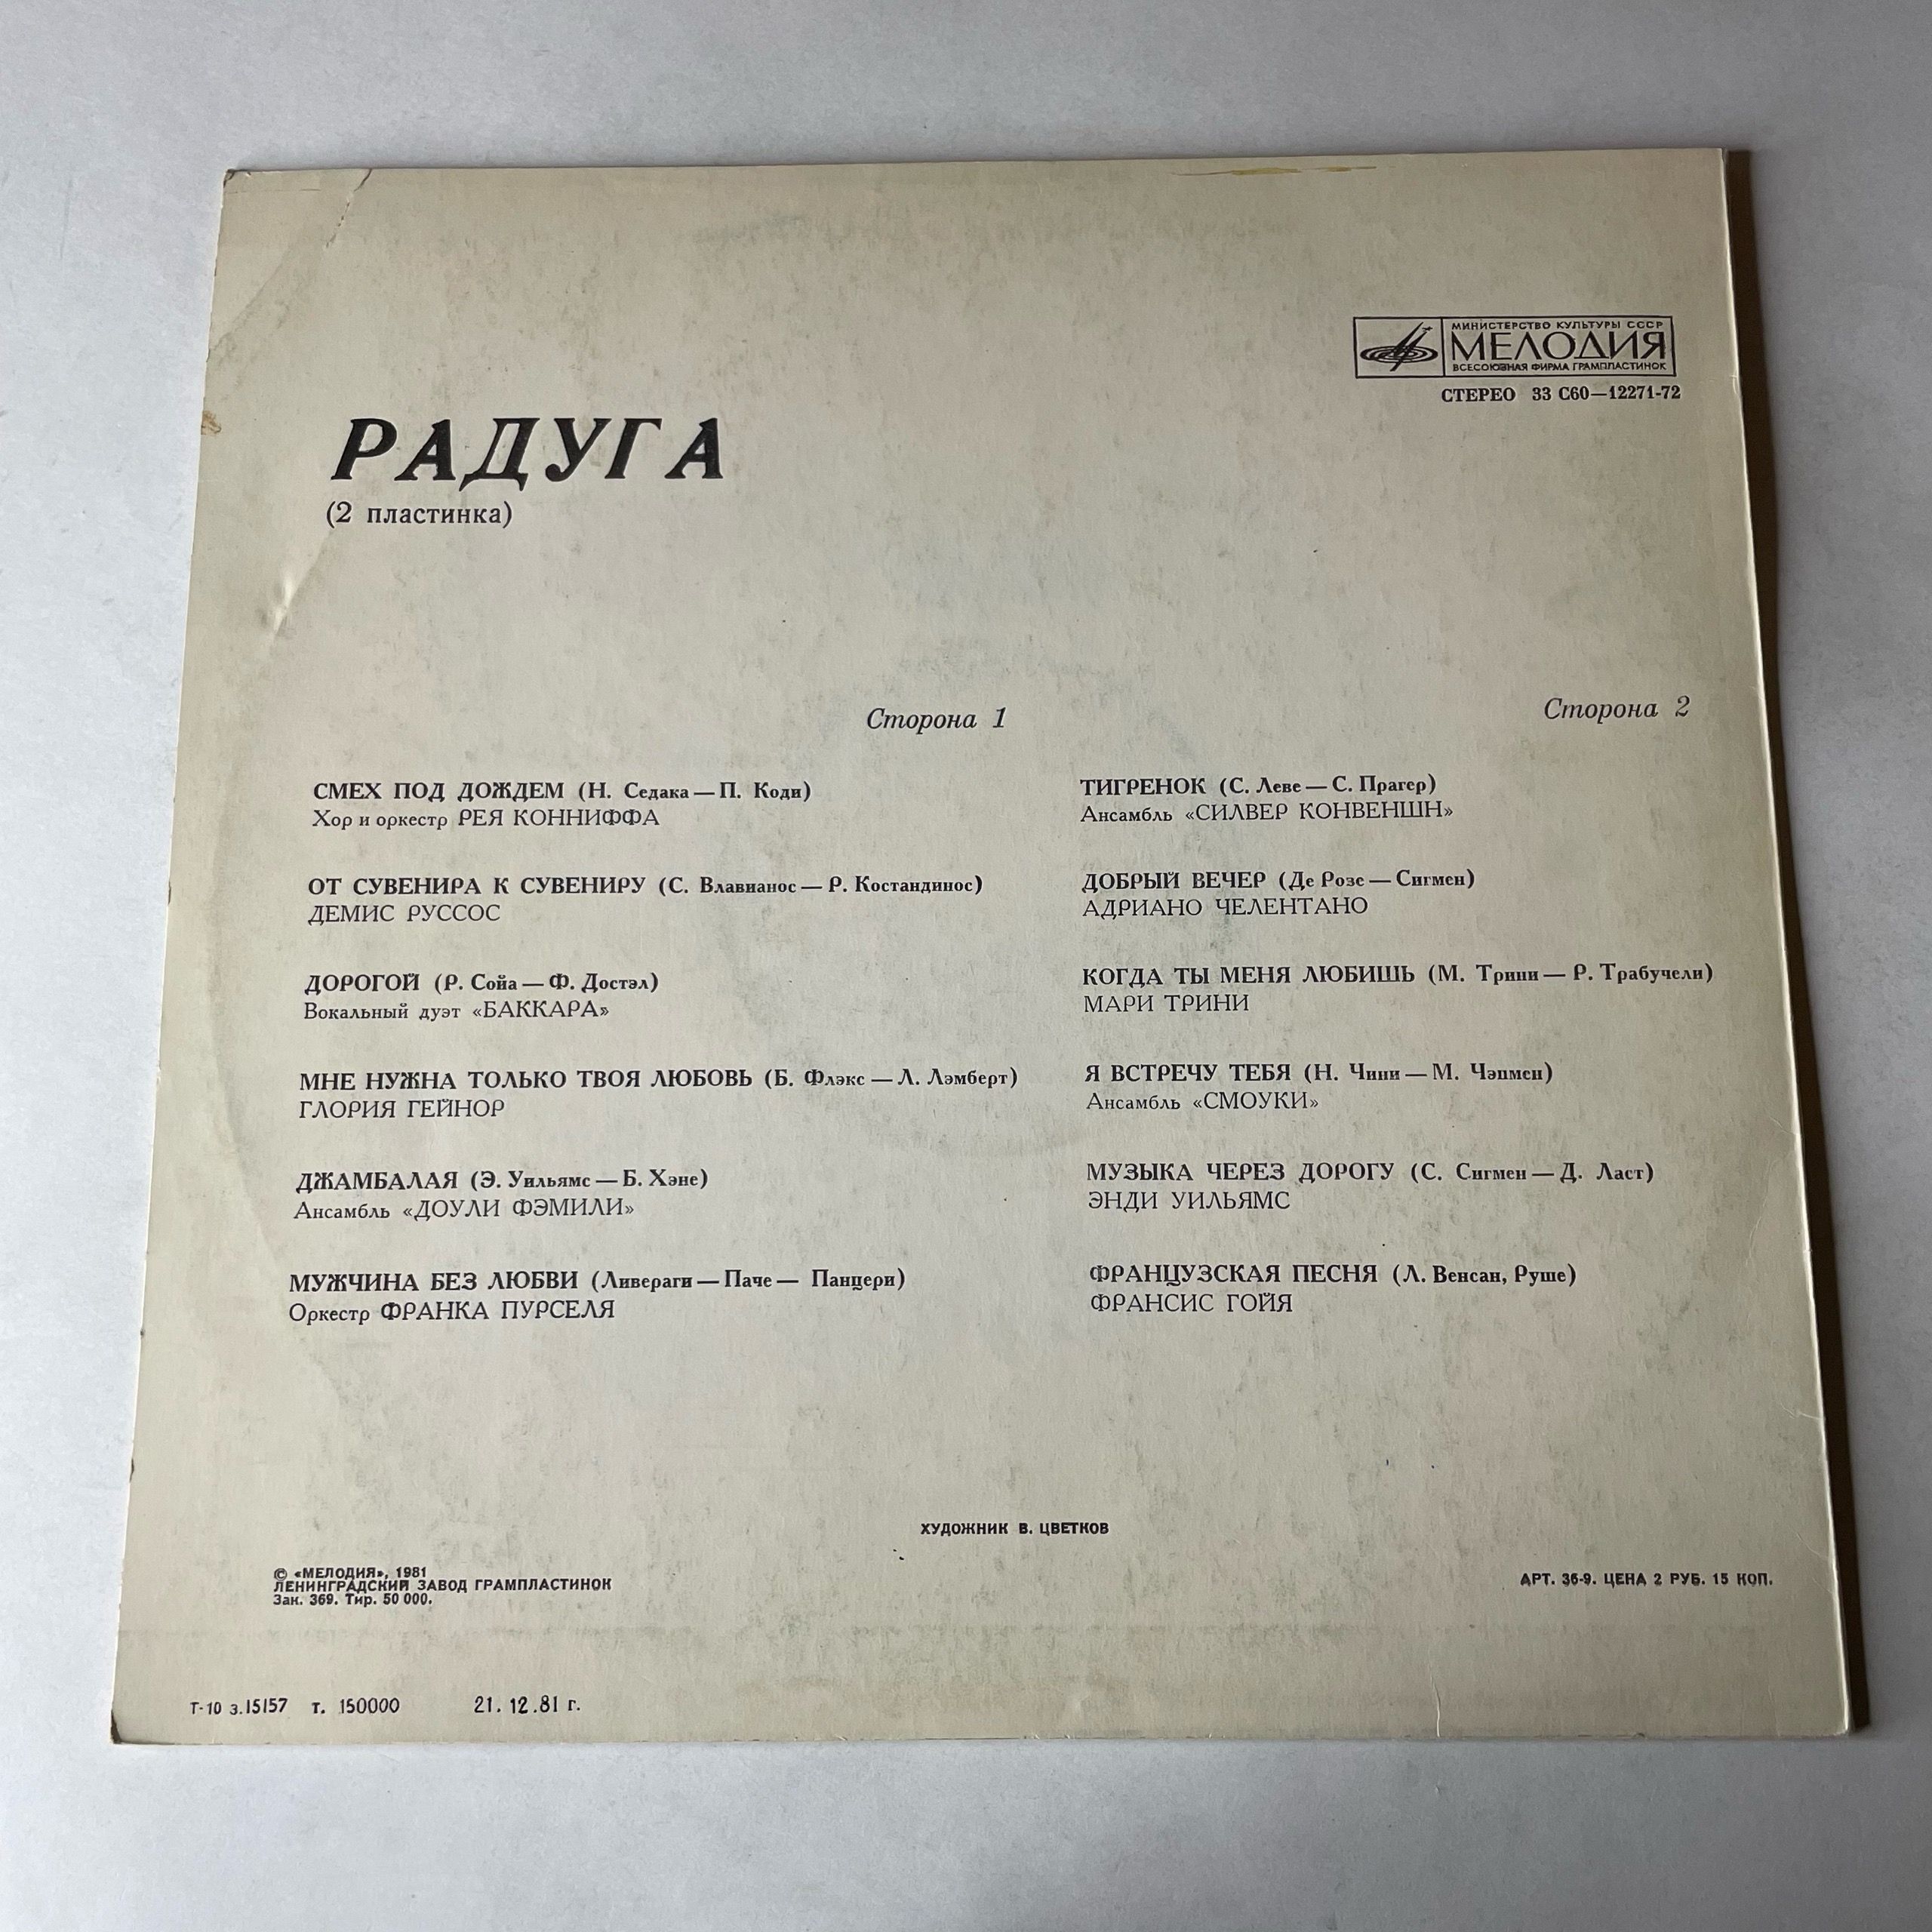 МИНИСТЕРСТВО КУЛЬТУРЫ СССР
МЕЛОДИЯ
ВСЕСОЮЗНАЯ ФИРМА ГРАМПЛАСТИНОК
СТЕРЕО 33 С60—12271-72
РАДУГА
(2 пластинка)
Сторона 1
СМЕХ ПОД ДОЖДЕМ (Н. Седака — П. Коди)
Хор и оркестр РЕЯ КОННИФФА
ОТ СУВЕНИРА К СУВЕНИРУ (С. Влавианос — Р. Костандинос)
ДЕМИС РУССОС
ДОРОГОЙ (Р. Сойа — Ф. Достэл)
Вокальный дуэт «БАККАРА»
МНЕ НУЖНА ТОЛЬКО ТВОЯ ЛЮБОВЬ (Б. Флэкс — Л. Лэмберт)
ГЛОРИЯ ГЕЙНОР
ДЖАМБАЛАЯ (Э. Уильямс — Б. Хэне)
Ансамбль «ДОУЛИ ФЭМИЛИ»
МУЖЧИНА БЕЗ ЛЮБВИ (Ливераги — Паче — Панцери)
Оркестр ФРАНКА ПУРСЕЛЯ
Сторона 2
ТИГРЕНОК (С. Леве — С. Прагер)
Ансамбль «СИЛВЕР КОНВЕНШН»
ДОБРЫЙ ВЕЧЕР (Де Розе — Сигмен)
АДРИАНО ЧЕЛЕНТАНО
КОГДА ТЫ МЕНЯ ЛЮБИШЬ (М. Трини — Р. Трабучели)
МАРИ ТРИНИ
Я ВСТРЕЧУ ТЕБЯ (Н. Чини — М. Чэпмен)
Ансамбль «СМОУКИ»
МУЗЫКА ЧЕРЕЗ ДОРОГУ (С. Сигмен — Д. Ласт)
ЭНДИ УИЛЬЯМС
ФРАНЦУЗСКАЯ ПЕСНЯ (Л. Венсан, Руше)
ФРАНСИС ГОЙЯ
ХУДОЖНИК В. ЦВЕТКОВ
© «МЕЛОДИЯ», 1981
ЛЕНИНГРАДСКИЙ ЗАВОД ГРАМПЛАСТИНОК
Зак. 369. Тир. 50 000.
АРТ. 36-9. ЦЕНА 2 РУБ. 15 КОП.
Т-10 з.15157 т. 150000 21.12.81 г.